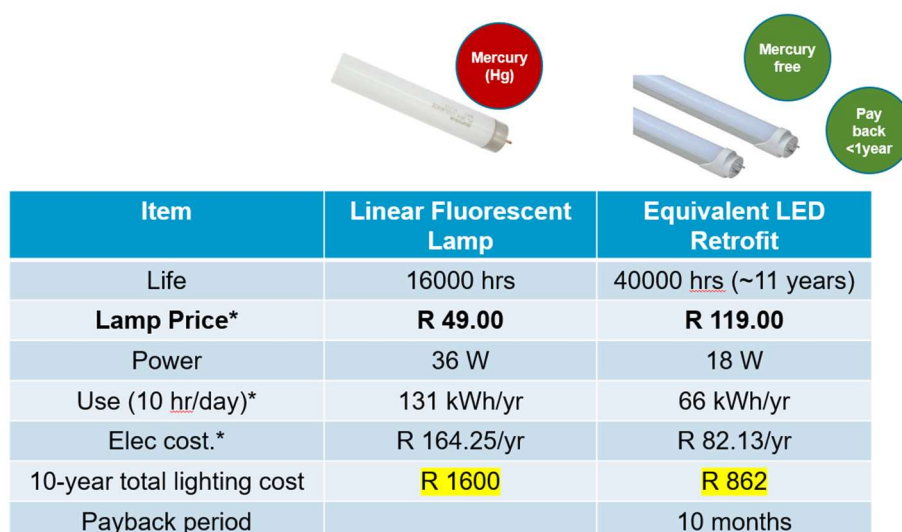 Mercury
(Hg)
Mercury
free
Pay
back
<1year
Item
Linear Fluorescent
Lamp
Equivalent LED
Retrofit
Life
16000 hrs
40000 hrs (~11 years)
Lamp Price*
R 49.00
R 119.00
Power
36 W
18 W
Use (10 hr/day)*
131 kWh/yr
66 kWh/yr
Elec cost.*
R 164.25/yr
R 82.13/yr
10-year total lighting cost
R 1600
R 862
Payback period
10 months